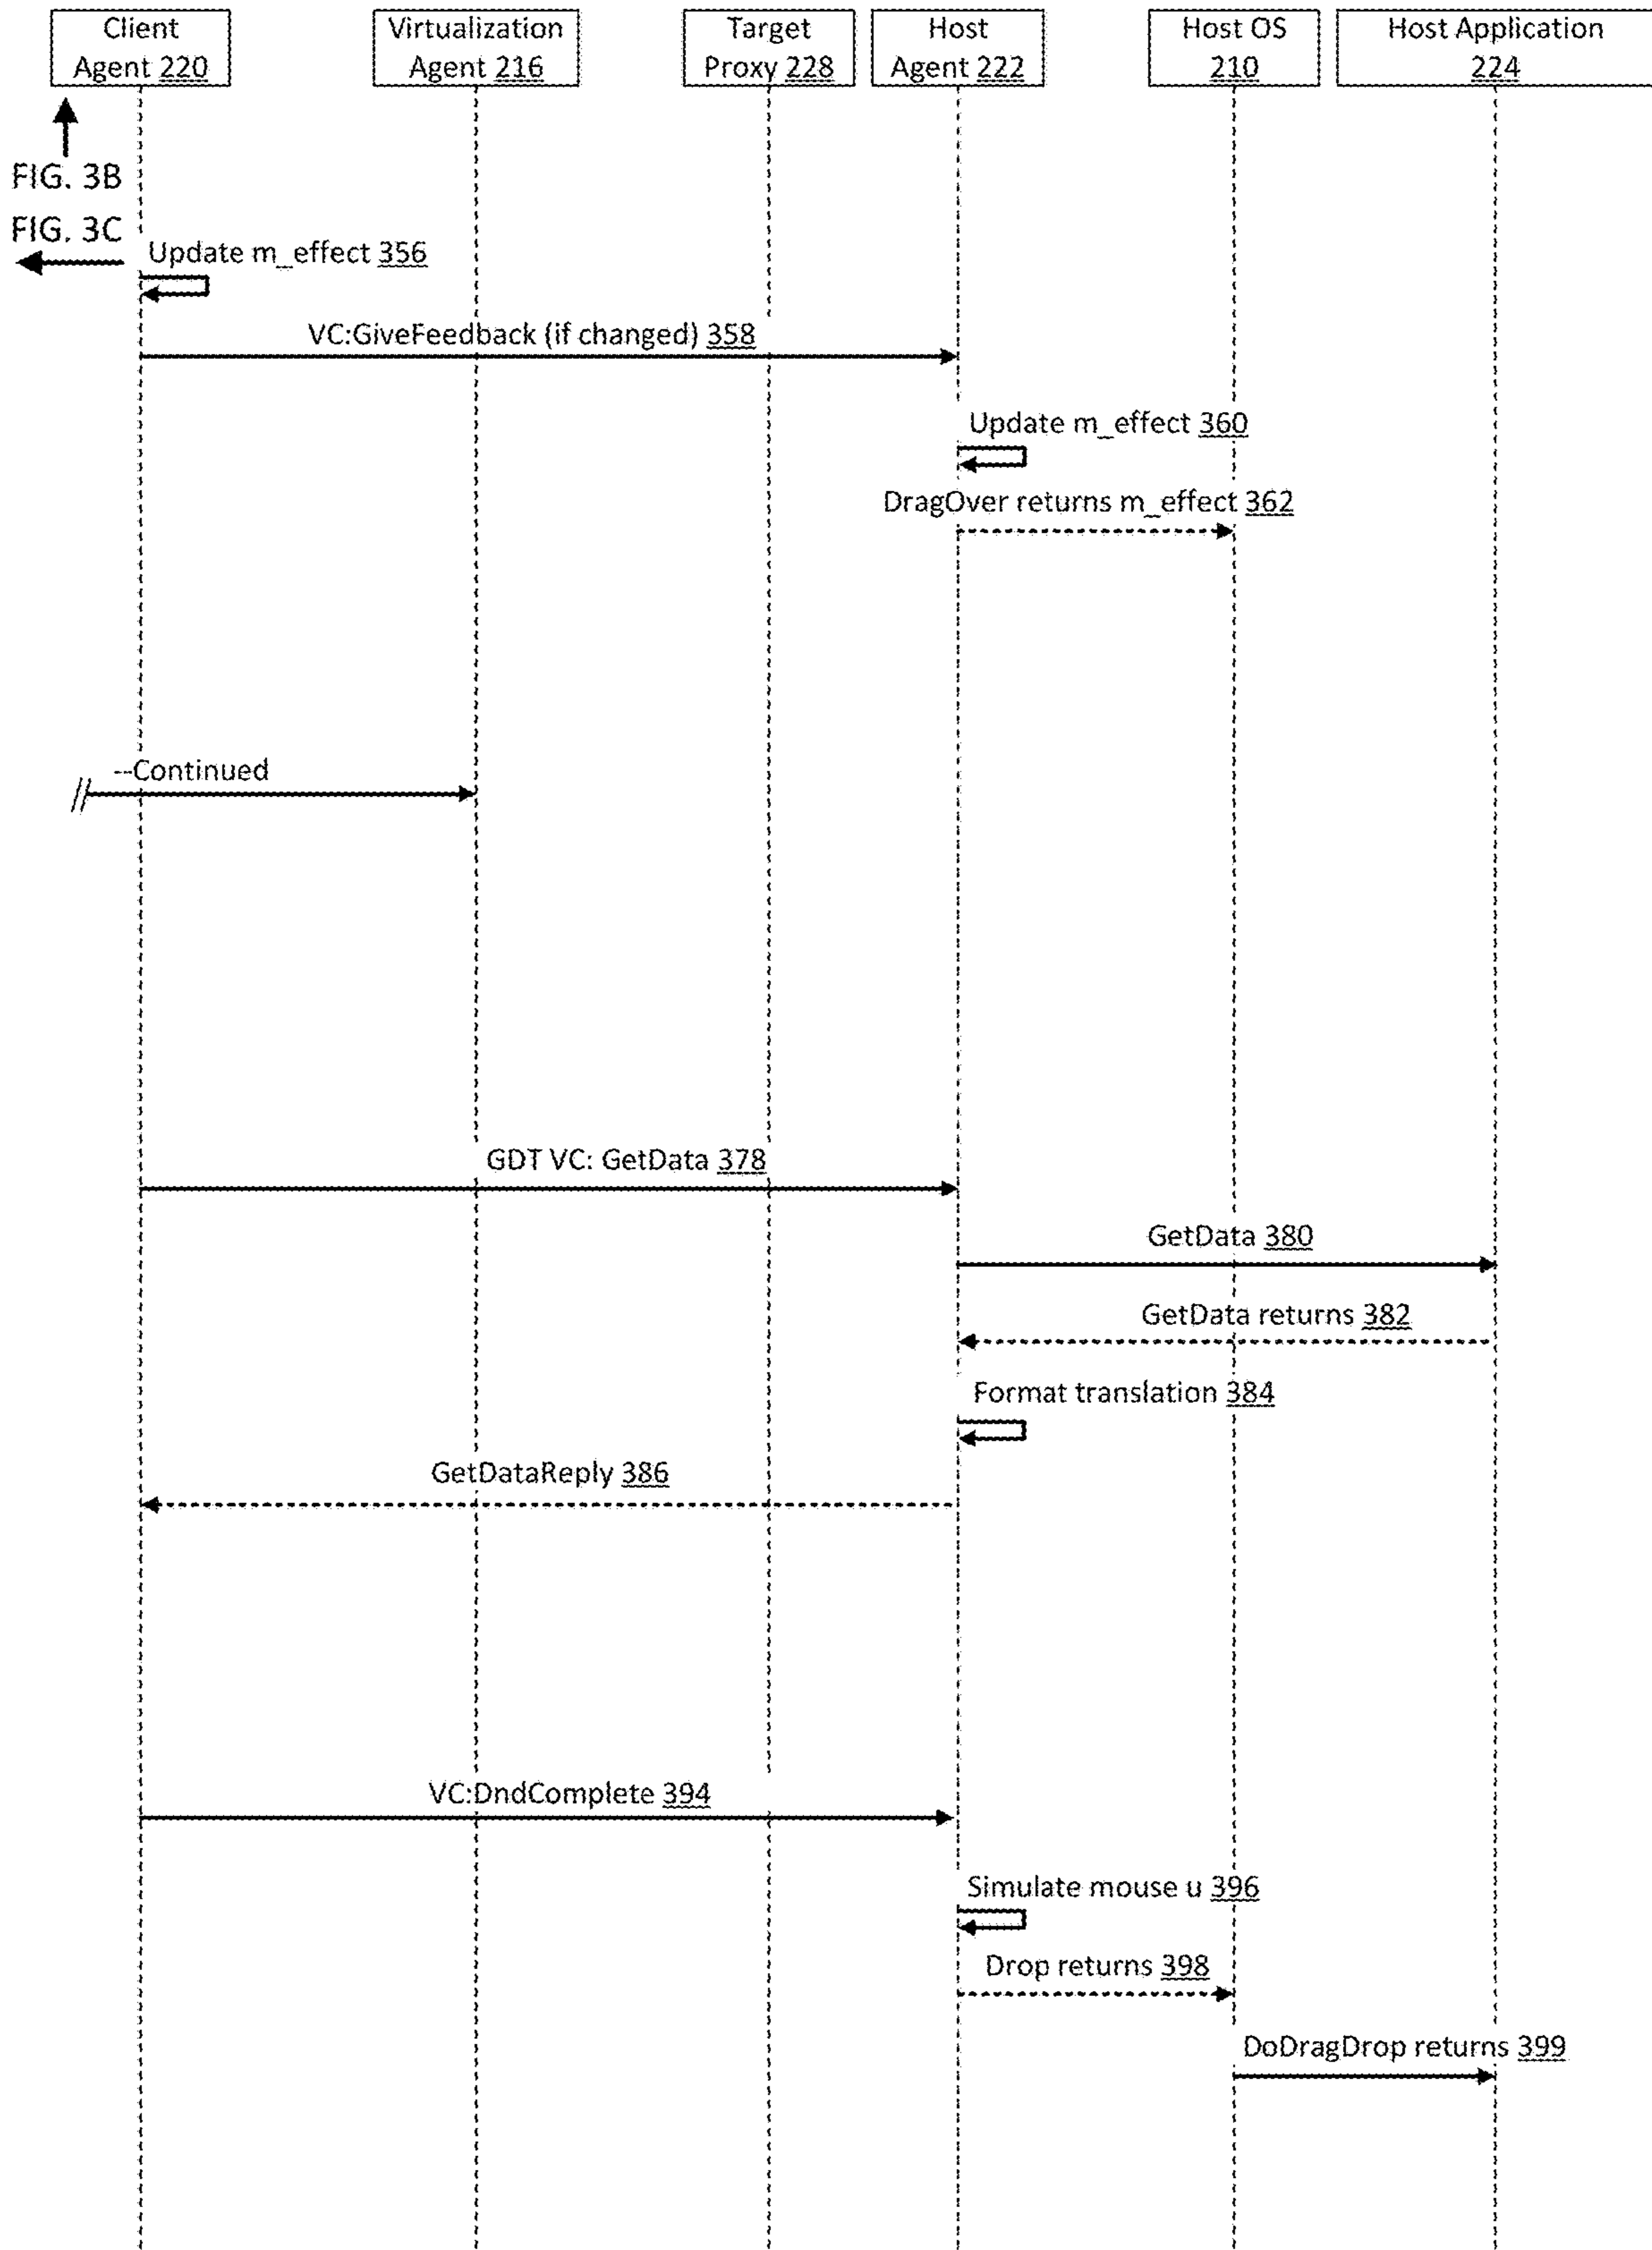 Client
Agent 220
Virtualization
Agent 216
Target
Proxy 228
Host
Agent 222
Host OS
210
Host Application
224
FIG. 3B
FIG. 3C
Update m_effect 356
VC:GiveFeedback (if changed) 358
Update m_effect 360
DragOver returns m_effect 362
--Continued
GDT VC: GetData 378
GetData 380
GetData returns 382
Format translation 384
GetDataReply 386
VC:DndComplete 394
Simulate mouse u 396
Drop returns 398
DoDragDrop returns 399